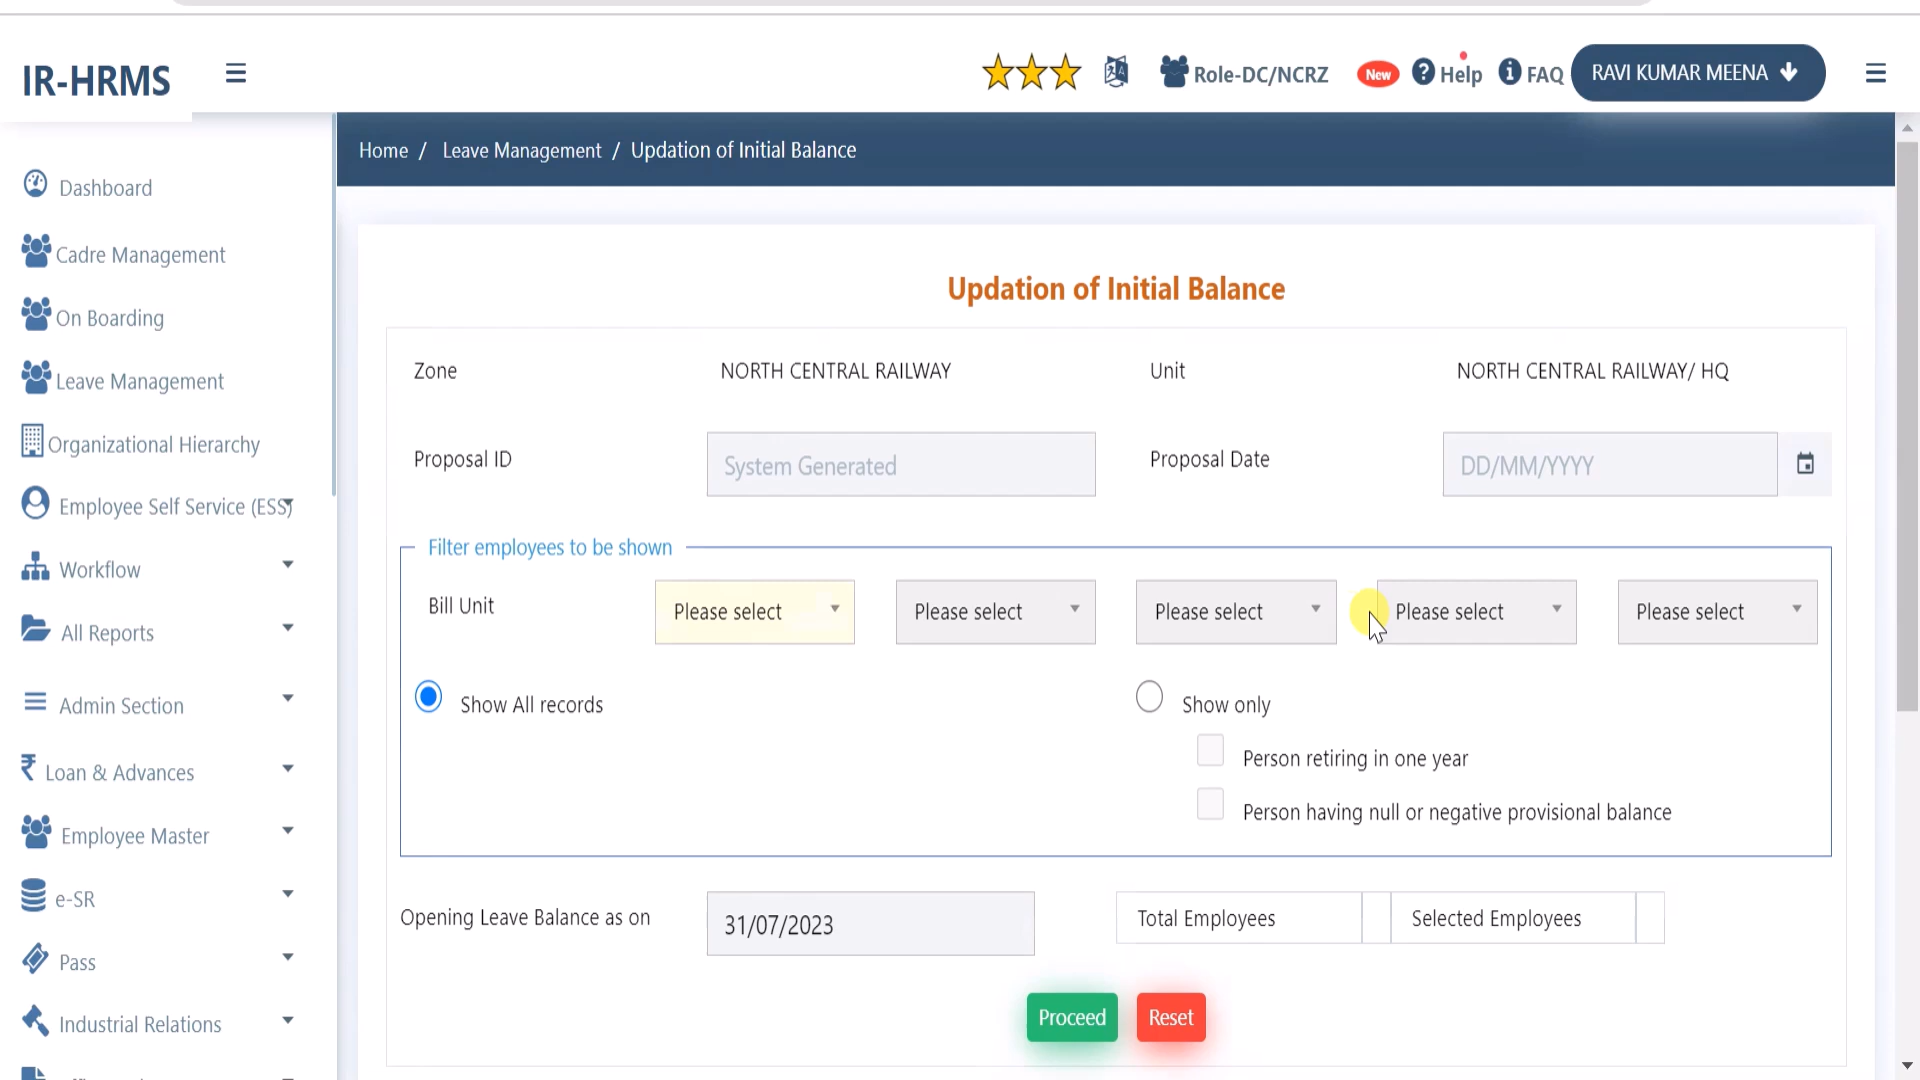 IR-HRMS
Role-DC/NCRZ New Help FAQ RAVI KUMAR MEENA
Home / Leave Management / Updation of Initial Balance
Dashboard
Cadre Management
On Boarding
Leave Management
Organizational Hierarchy
Employee Self Service (ESS)
Workflow
All Reports
Admin Section
Loan & Advances
Employee Master
e-SR
Pass
Industrial Relations
Updation of Initial Balance
Zone NORTH CENTRAL RAILWAY Unit NORTH CENTRAL RAILWAY/ HQ
Proposal ID System Generated Proposal Date DD/MM/YYYY
Filter employees to be shown
Bill Unit Please select Please select Please select Please select Please select
Show All records Show only
Person retiring in one year
Person having null or negative provisional balance
Opening Leave Balance as on 31/07/2023 Total Employees Selected Employees
Proceed Reset